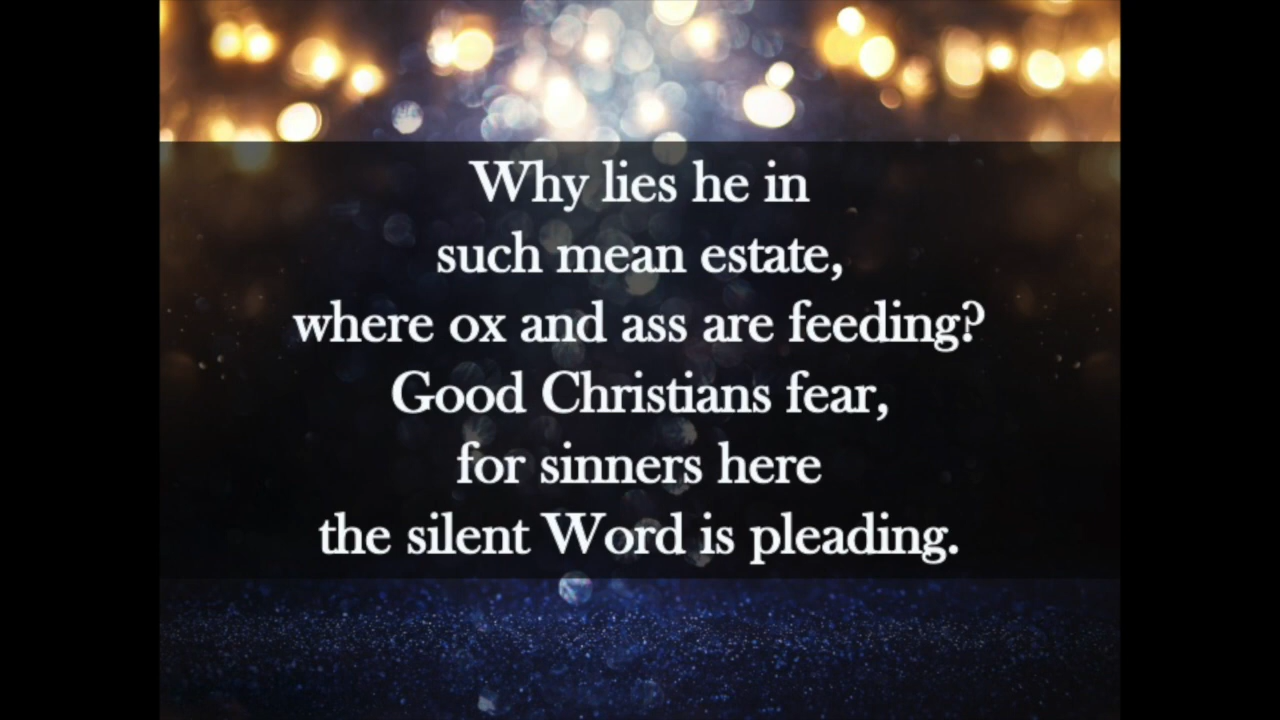 Why lies he in
such mean estate,
where ox and ass are feeding?
Good Christians fear,
for sinners here
the silent Word is pleading.